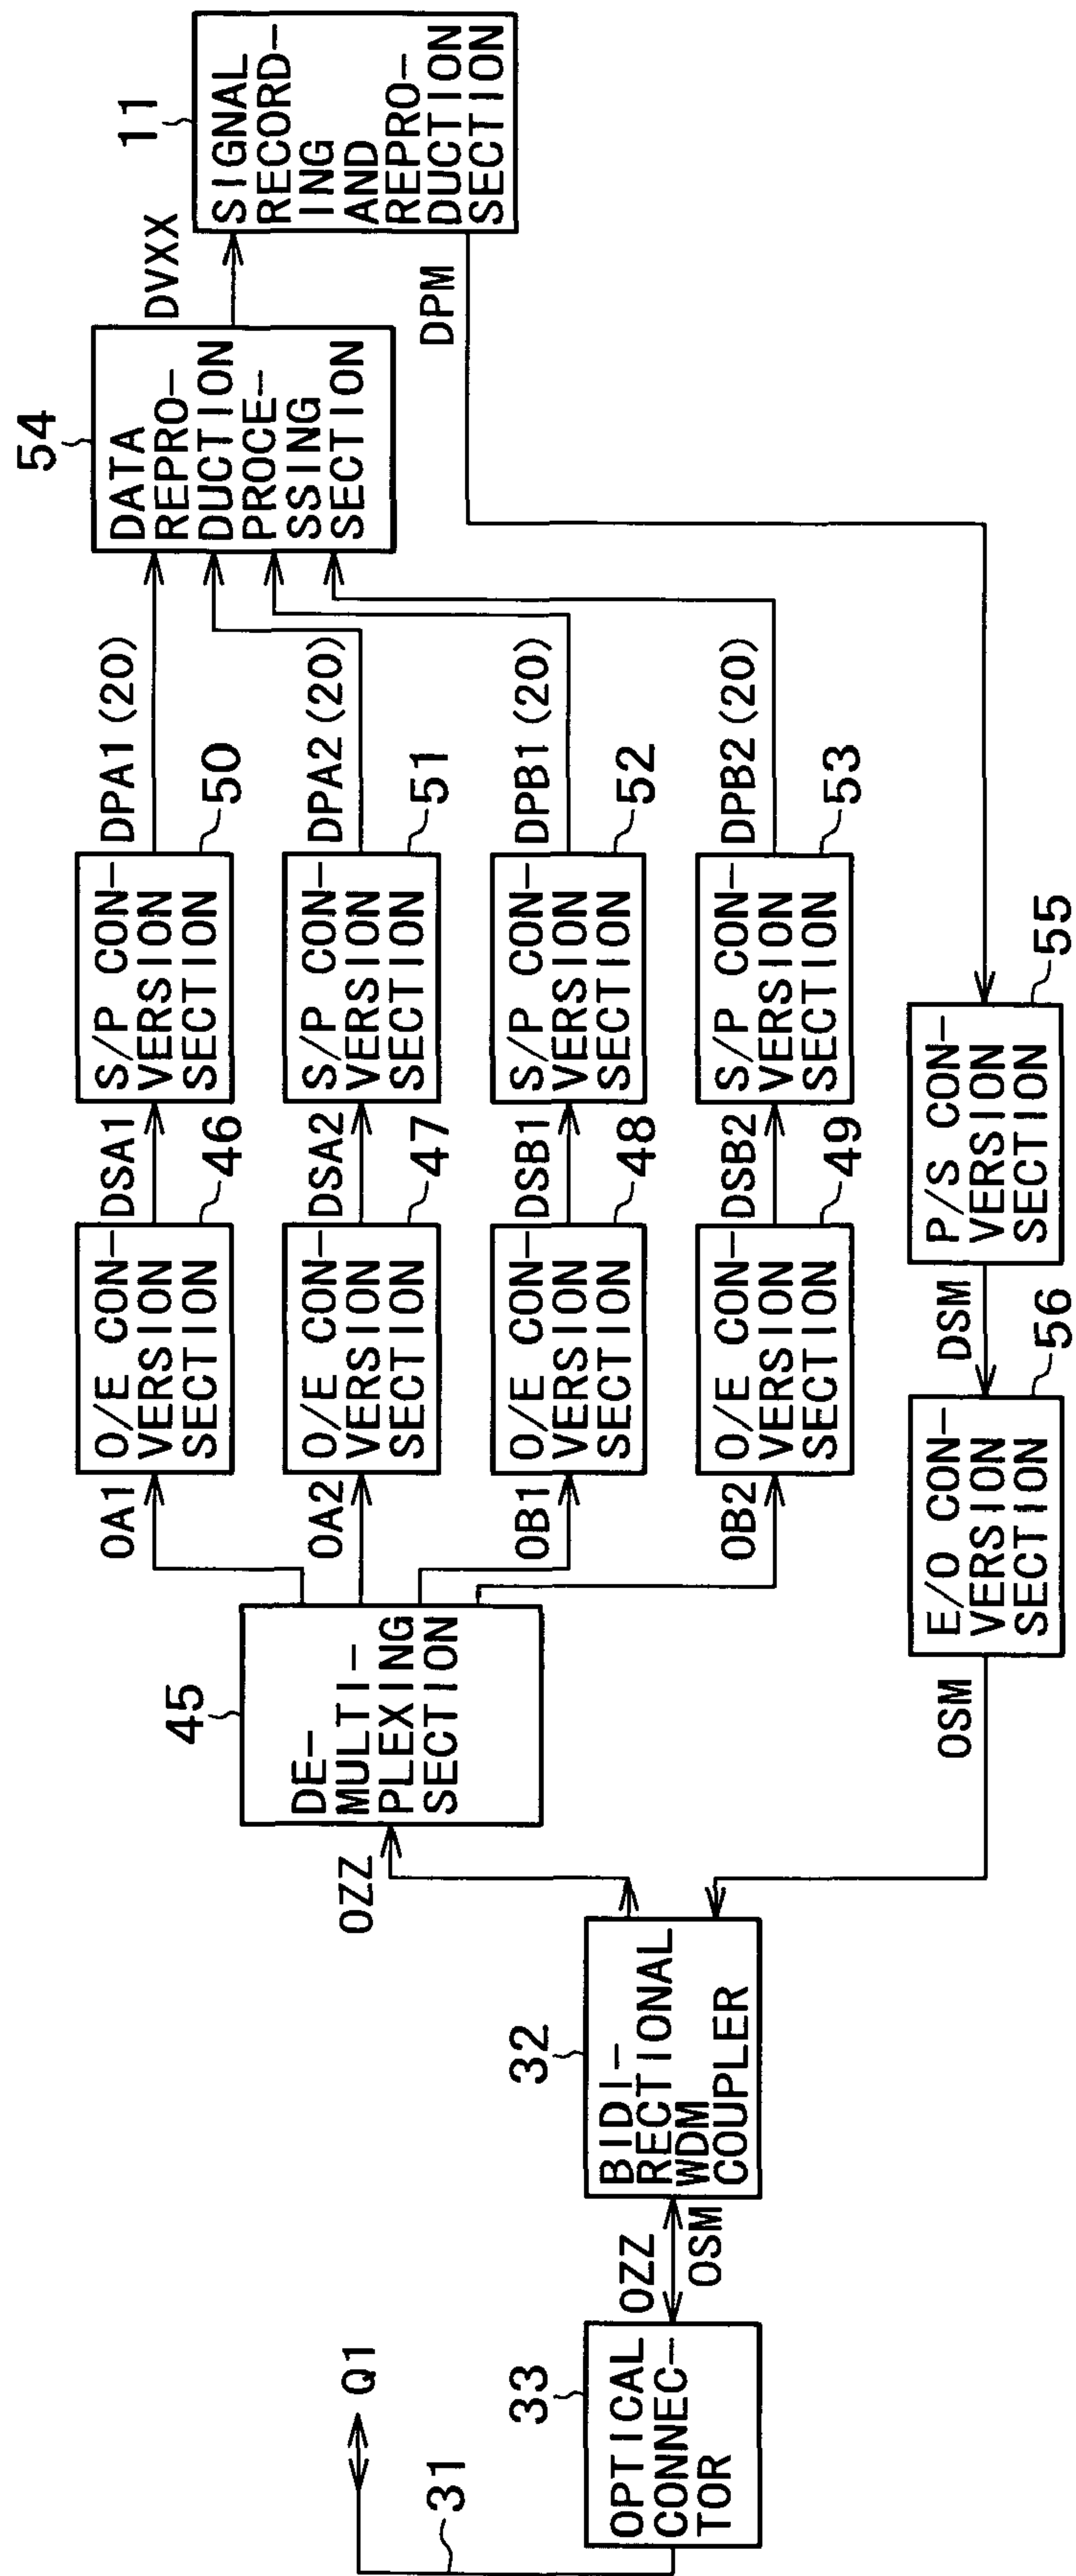 Q1
31
33
OPTICAL
CONNEC-
TOR
OZZ
OSM
32
BIDI-
RECTIONAL
WDM
COUPLER
OZZ
45
DE-
MULTI-
PLEXING
SECTION
OA1
O/E CON-
VERSION
SECTION
46
DSA1
S/P CON-
VERSION
SECTION
50
DPA1(20)
OA2
O/E CON-
VERSION
SECTION
47
DSA2
S/P CON-
VERSION
SECTION
51
DPA2(20)
OB1
O/E CON-
VERSION
SECTION
48
DSB1
S/P CON-
VERSION
SECTION
52
DPB1(20)
OB2
O/E CON-
VERSION
SECTION
49
DSB2
S/P CON-
VERSION
SECTION
53
DPB2(20)
54
DATA
REPRO-
DUCTION
PROCE-
SSING
SECTION
DVXX
11
SIGNAL
RECORD-
ING
AND
REPRO-
DUCTION
SECTION
DPM
P/S CON-
VERSION
SECTION
55
DSM
E/O CON-
VERSION
SECTION
56
OSM